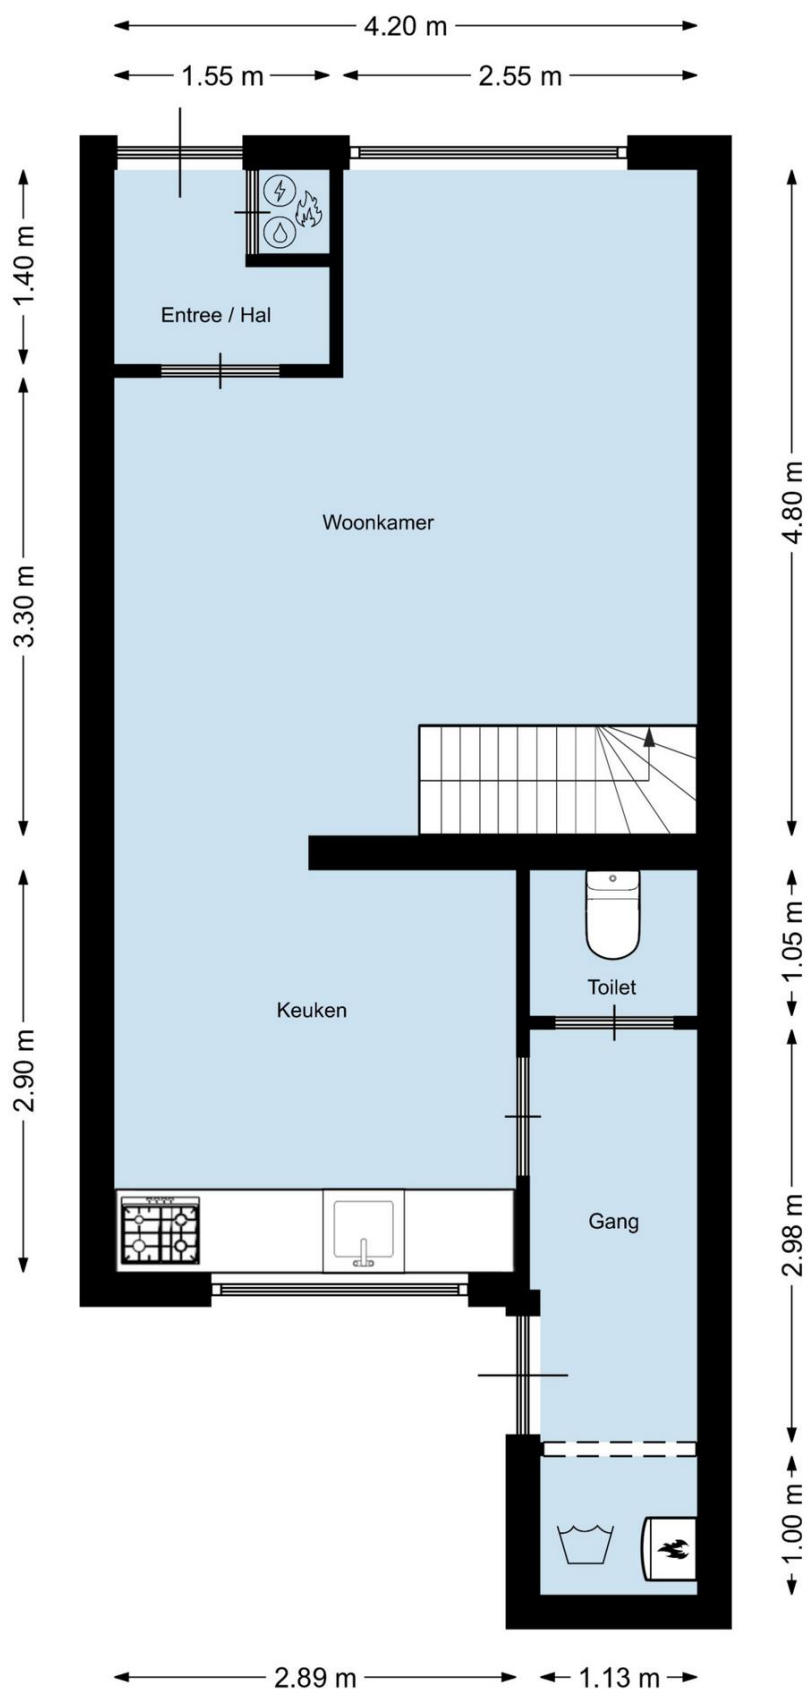 4.20 m
1.55 m
2.55 m
1.40 m
Entree / Hal
4.80 m
Woonkamer
3.30 m
1.05 m
Toilet
Keuken
2.90 m
Gang
2.98 m
1.00 m
2.89 m
1.13 m